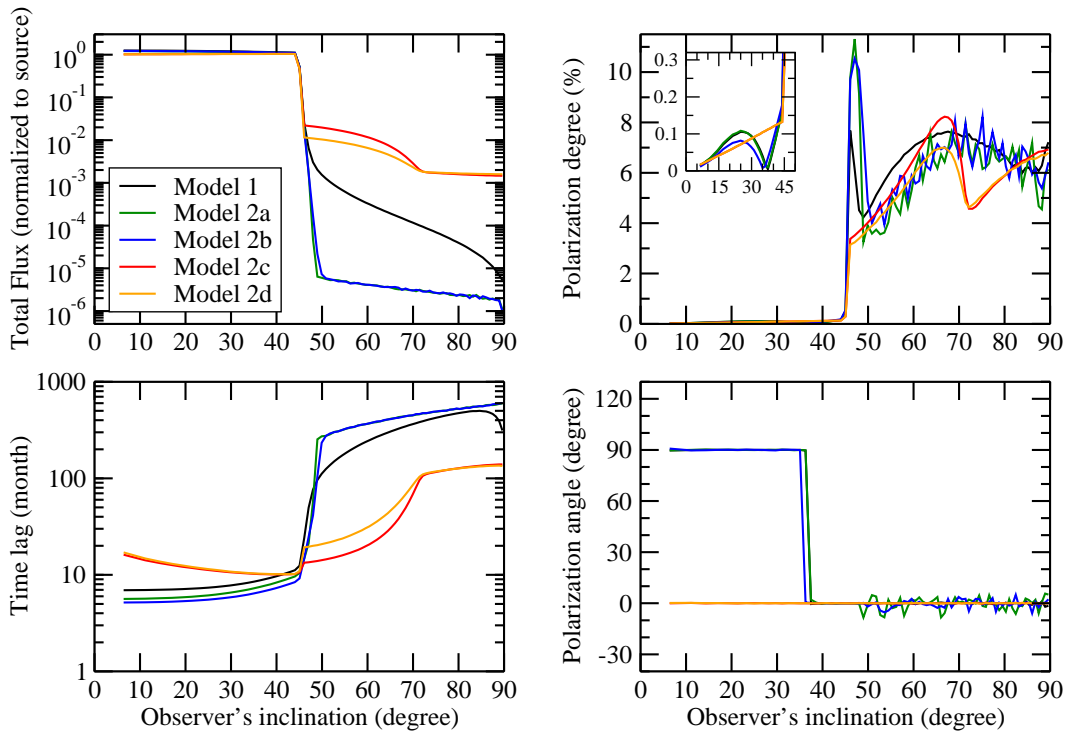 Total Flux (normalized to source)
10^0
10^-1
10^-2
10^-3
10^-4
10^-5
10^-6
Model 1
Model 2a
Model 2b
Model 2c
Model 2d
0 10 20 30 40 50 60 70 80 90
Polarization degree (%)
10
8
6
4
2
0
0.3
0.2
0.1
0
0 15 30 45
0 10 20 30 40 50 60 70 80 90
Time lag (month)
1000
100
10
1
0 10 20 30 40 50 60 70 80 90
Observer's inclination (degree)
Polarization angle (degree)
120
90
60
30
0
-30
0 10 20 30 40 50 60 70 80 90
Observer's inclination (degree)